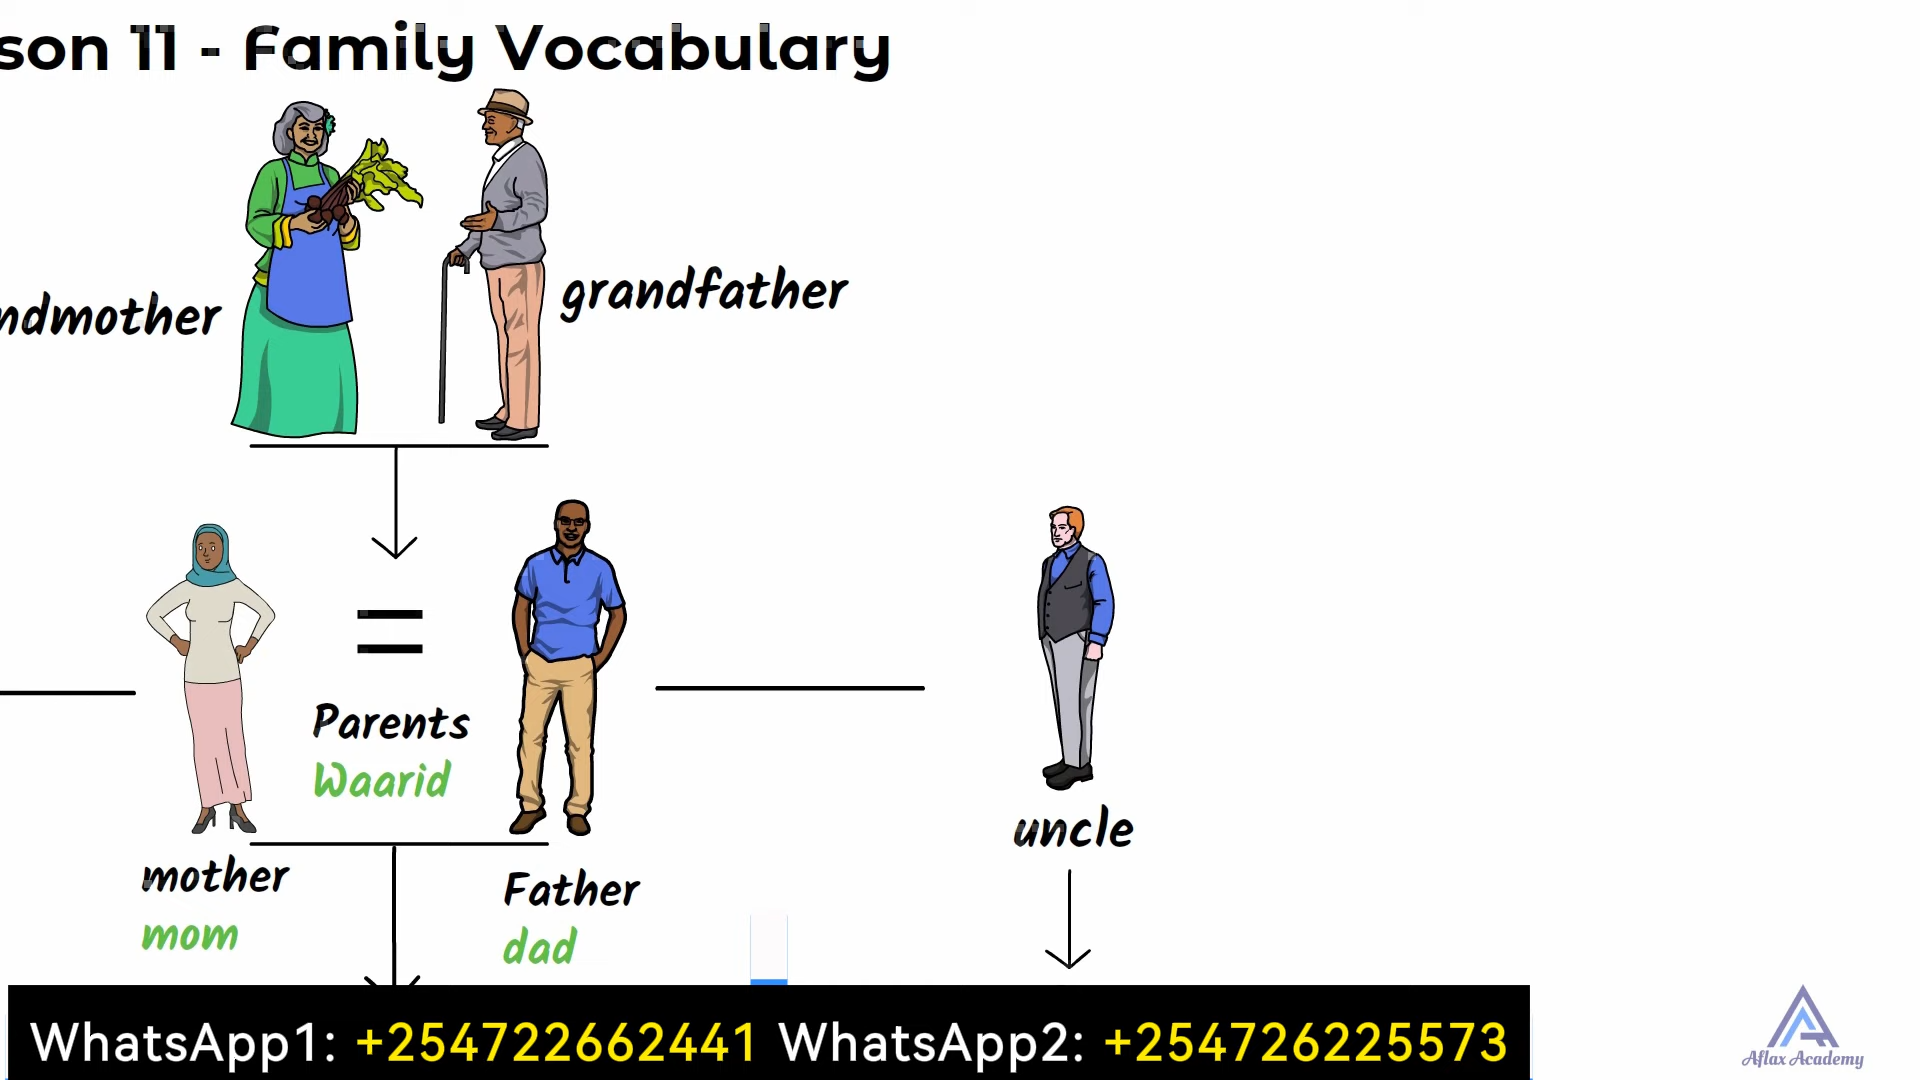 son 11 - Family Vocabulary
ndmother
grandfather
Parents
Waarid
mother
mom
Father
dad
uncle
WhatsApp1: +254722662441 WhatsApp2: +254726225573
Aflax Academy